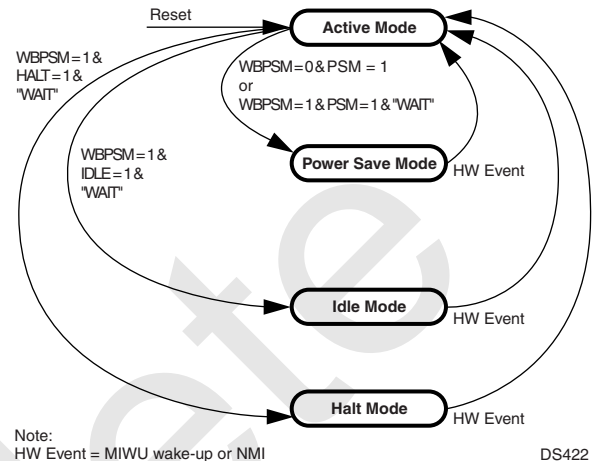 Reset
Active Mode
WBPSM=1 &
HALT=1 &
"WAIT"
WBPSM=0 & PSM = 1
or
WBPSM=1 & PSM=1 & "WAIT"
WBPSM=1 &
IDLE=1 &
"WAIT"
Power Save Mode
HW Event
Idle Mode
HW Event
Halt Mode
HW Event
Note:
HW Event = MIWU wake-up or NMI
DS422